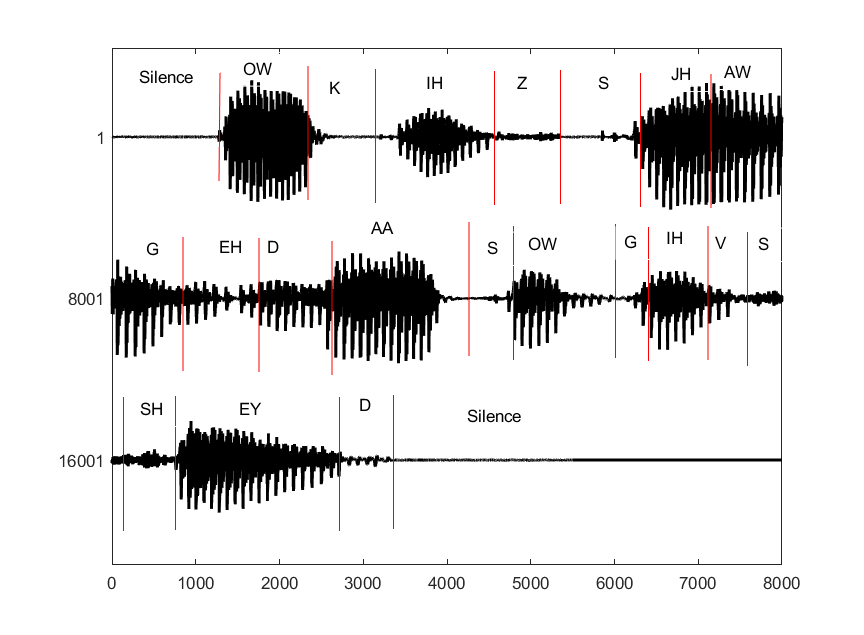 Silence OW K IH Z S JH AW
1
G EH D AA S OW G IH V S
8001
SH EY D Silence
16001
0 1000 2000 3000 4000 5000 6000 7000 8000